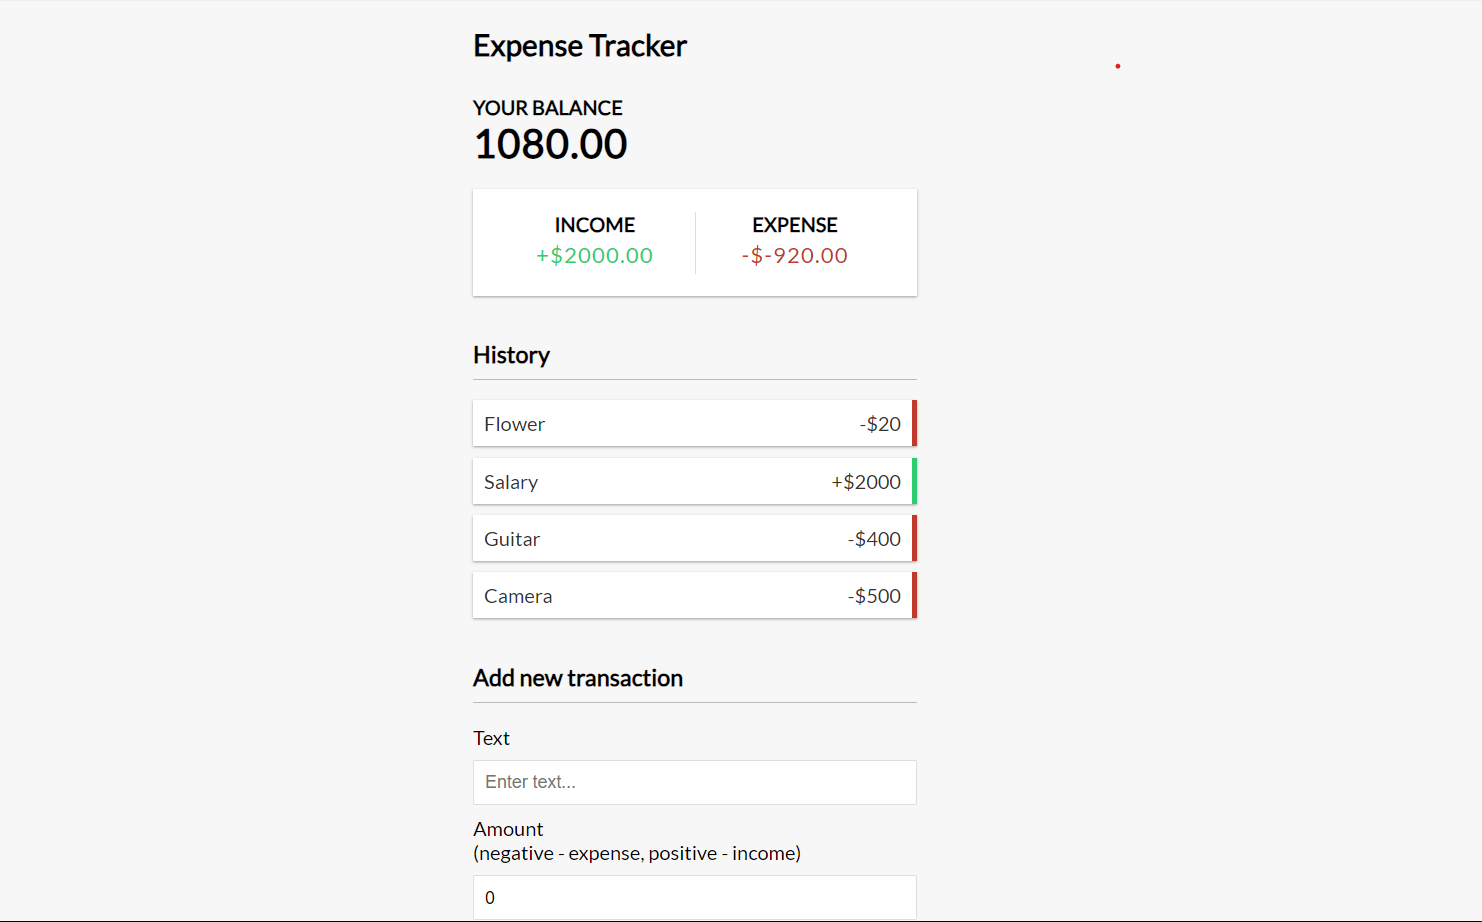 Expense Tracker
YOUR BALANCE
1080.00
INCOME EXPENSE
+$2000.00 -$-920.00
History
Flower -$20
Salary +$2000
Guitar -$400
Camera -$500
Add new transaction
Text
Enter text...
Amount
(negative - expense, positive - income)
0